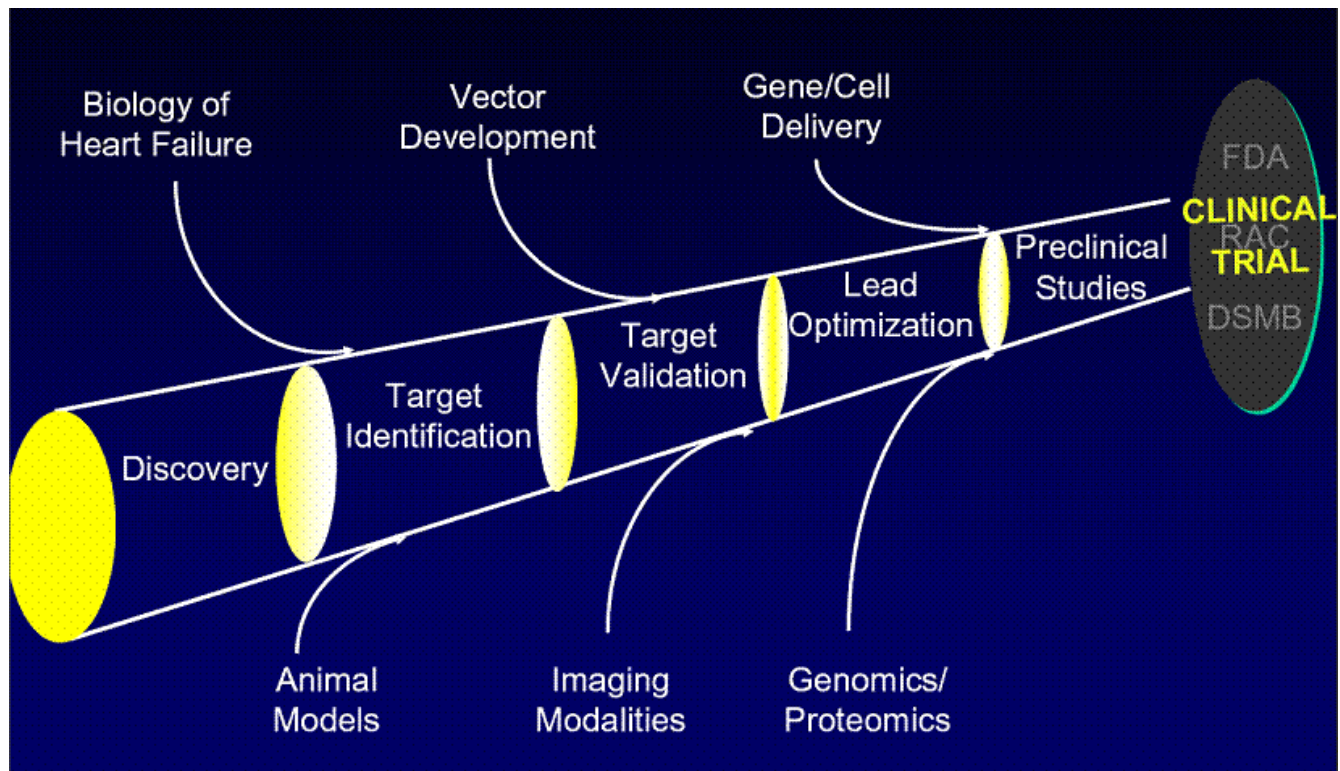 Biology of
Heart Failure
Vector
Development
Gene/Cell
Delivery
FDA
CLINICAL
RAC
TRIAL
DSMB
Preclinical
Studies
Lead
Optimization
Target
Validation
Target
Identification
Discovery
Animal
Models
Imaging
Modalities
Genomics/
Proteomics